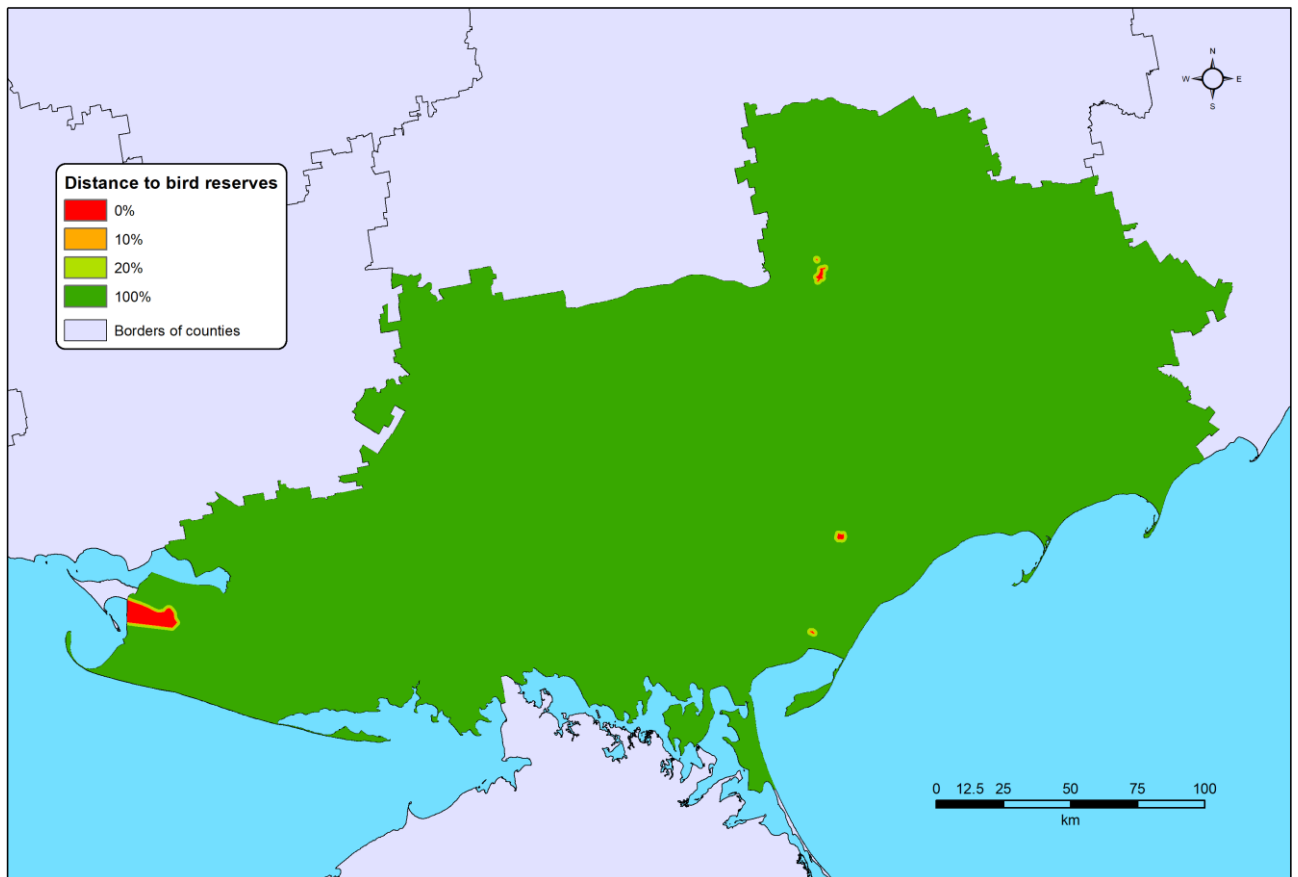 N
W E
S
Distance to bird reserves
0%
10%
20%
100%
Borders of counties
0 12.5 25 50 75 100
km